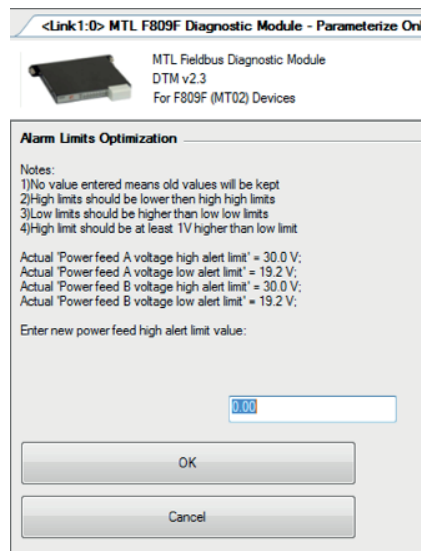 <Link1:0> MTL F809F Diagnostic Module - Parameterize Onl
MTL Fieldbus Diagnostic Module
DTM v2.3
For F809F (MT02) Devices
Alarm Limits Optimization
Notes:
1)No value entered means old values will be kept
2)High limits should be lower then high high limits
3)Low limits should be higher than low low limits
4)High limit should be at least 1V higher than low limit
Actual 'Power feed A voltage high alert limit' = 30.0 V;
Actual 'Power feed A voltage low alert limit' = 19.2 V;
Actual 'Power feed B voltage high alert limit' = 30.0 V;
Actual 'Power feed B voltage low alert limit' = 19.2 V;
Enter new power feed high alert limit value:
0.00
OK
Cancel